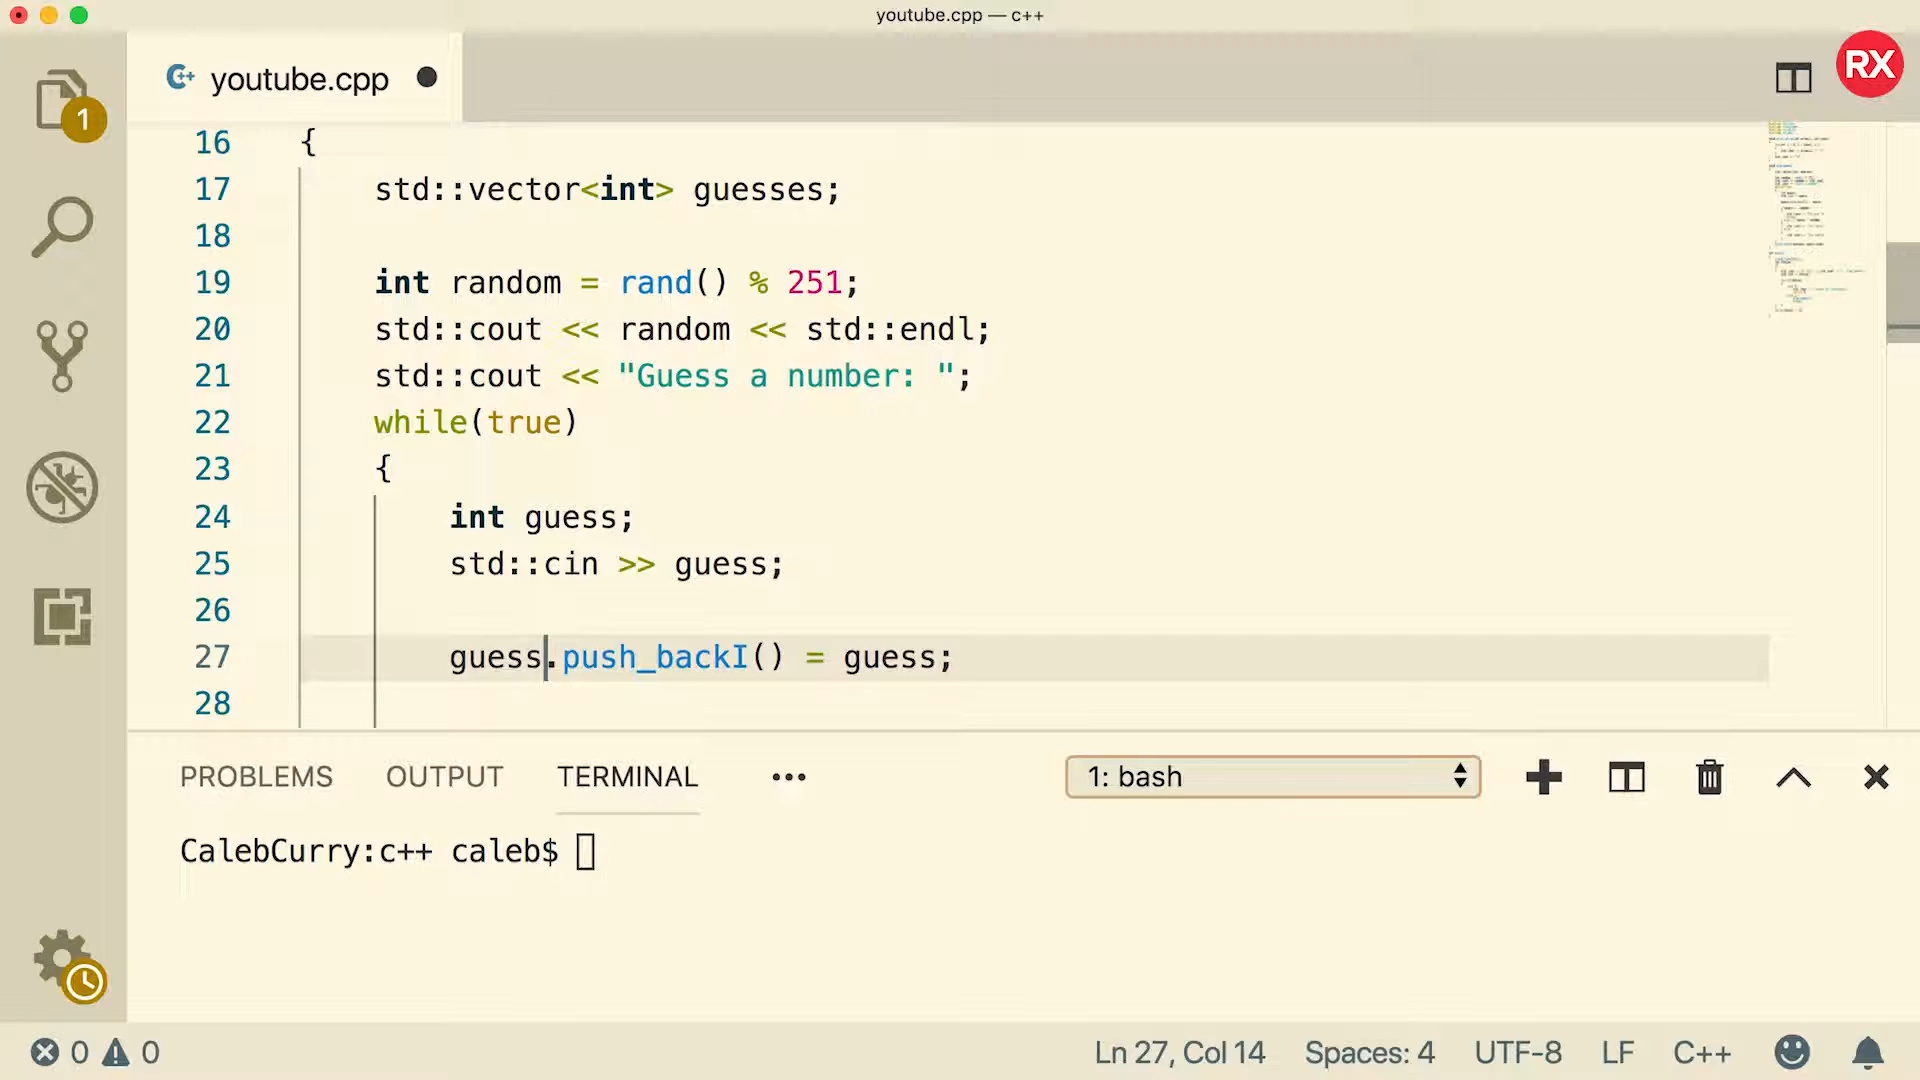 youtube.cpp — c++
youtube.cpp
RX
1
16 {
17 std::vector<int> guesses;
18
19 int random = rand() % 251;
20 std::cout << random << std::endl;
21 std::cout << "Guess a number: ";
22 while(true)
23 {
24 int guess;
25 std::cin >> guess;
26
27 guess.push_backI() = guess;
28
PROBLEMS OUTPUT TERMINAL ••• 1: bash
CalebCurry:c++ caleb$
0 0 Ln 27, Col 14 Spaces: 4 UTF-8 LF C++